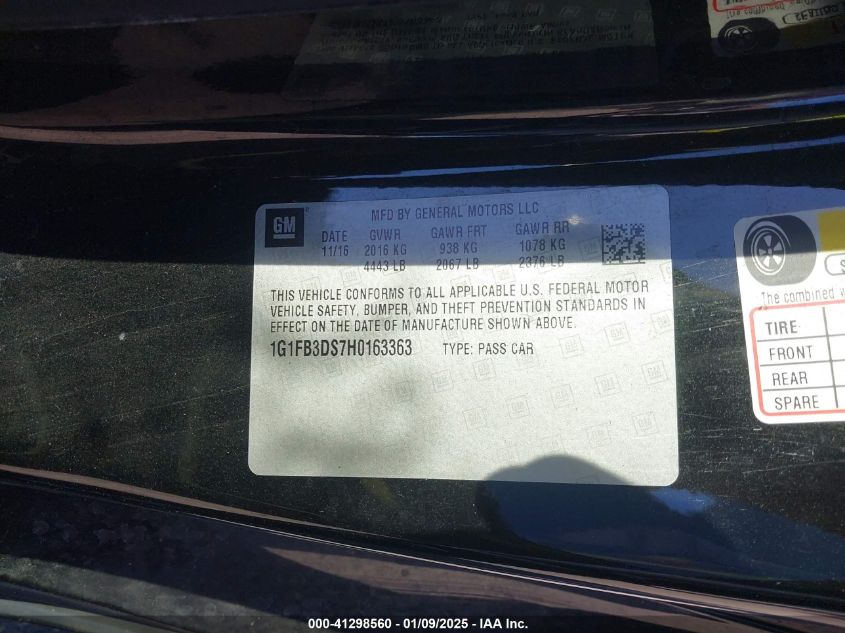 GM
MFD BY GENERAL MOTORS LLC
DATE GVWR GAWR FRT GAWR RR
11/16 2016 KG 938 KG 1078 KG
4443 LB 2067 LB 2376 LB
THIS VEHICLE CONFORMS TO ALL APPLICABLE U.S. FEDERAL MOTOR
VEHICLE SAFETY, BUMPER, AND THEFT PREVENTION STANDARDS IN
EFFECT ON THE DATE OF MANUFACTURE SHOWN ABOVE.
1G1FB3DS7H0163363 TYPE: PASS CAR
The combined
TIRE
FRONT
REAR
SPARE
000-41298560 - 01/09/2025 - IAA Inc.